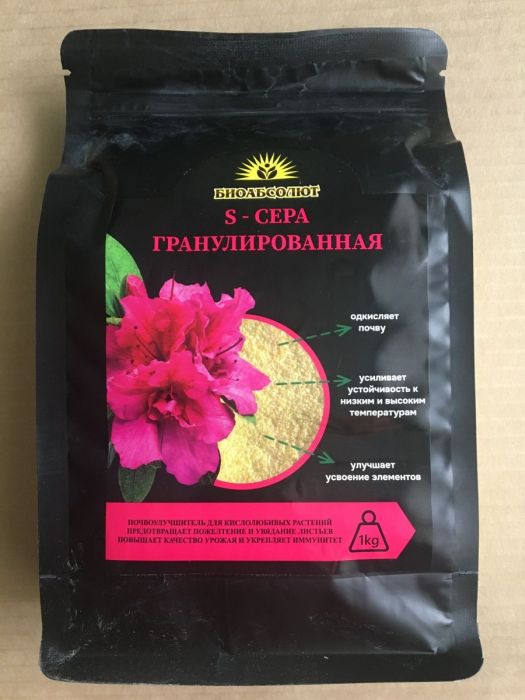 БИОАБСОЛЮТ
S - СЕРА
ГРАНУЛИРОВАННАЯ
одкисляет
почву
усиливает
устойчивость к
низким и высоким
температурам
улучшает
усвоение элементов
ПОЧВОУЛУЧШИТЕЛЬ ДЛЯ КИСЛОЛЮБИВЫХ РАСТЕНИЙ
ПРЕДОТВРАЩАЕТ ПОЖЕЛТЕНИЕ И УВЯДАНИЕ ЛИСТЬЕВ
ПОВЫШАЕТ КАЧЕСТВО УРОЖАЯ И УКРЕПЛЯЕТ ИММУНИТЕТ
1kg